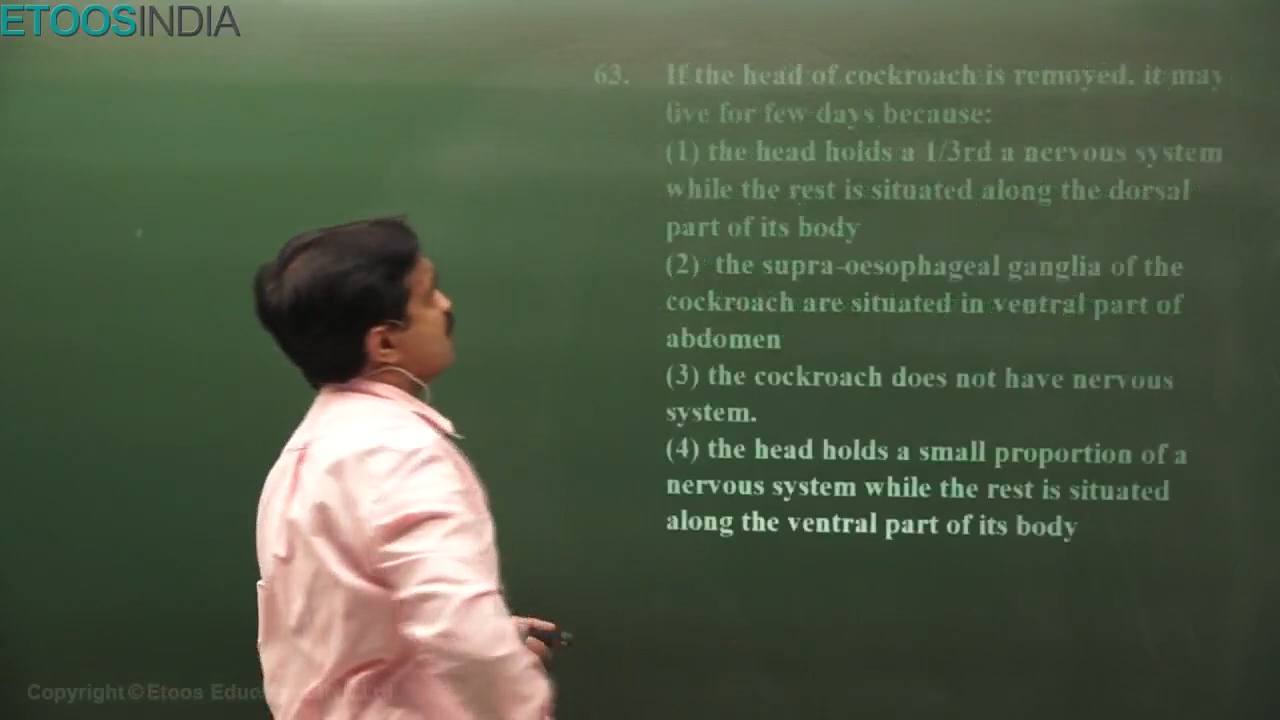 ETOOSINDIA
63. If the head of cockroach is removed, it may
live for few days because:
(1) the head holds a 1/3rd a nervous system
while the rest is situated along the dorsal
part of its body
(2) the supra-oesophageal ganglia of the
cockroach are situated in ventral part of
abdomen
(3) the cockroach does not have nervous
system.
(4) the head holds a small proportion of a
nervous system while the rest is situated
along the ventral part of its body
Copyright©Etoos